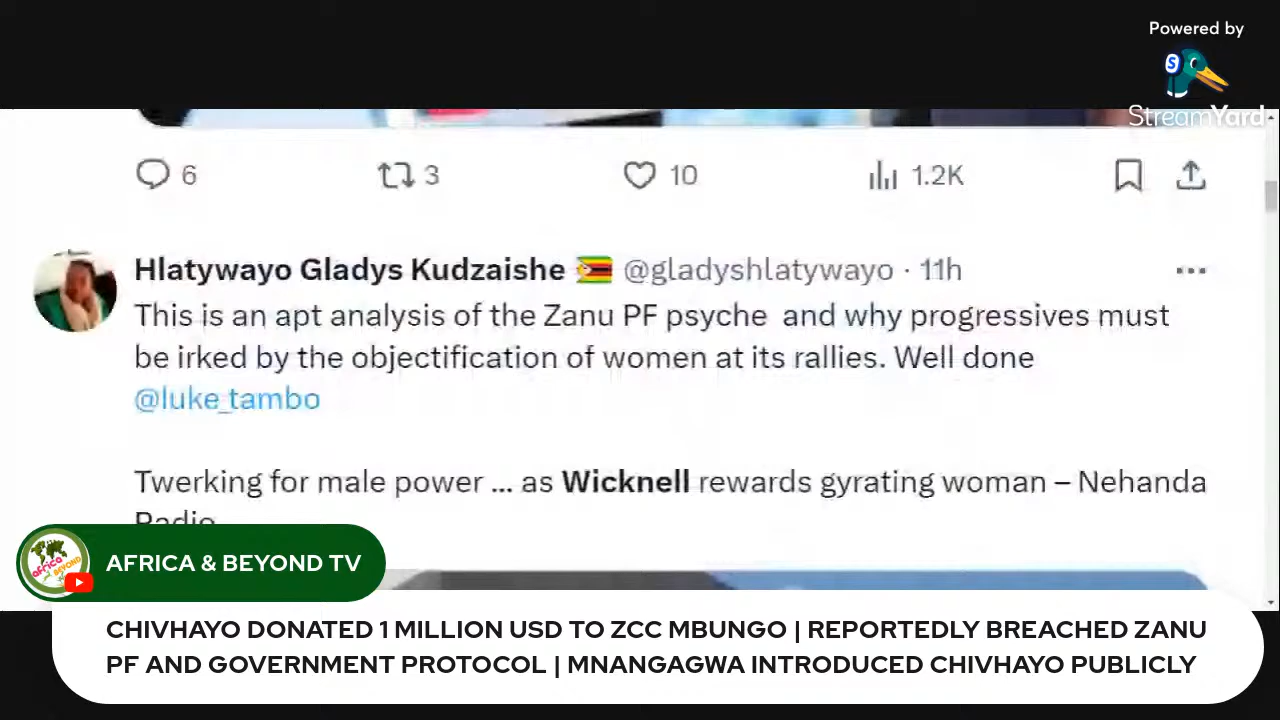 Powered by
StreamYard
6 3 10 1.2K
Hlatywayo Gladys Kudzaishe @gladyshlatywayo · 11h
This is an apt analysis of the Zanu PF psyche and why progressives must
be irked by the objectification of women at its rallies. Well done
@luke_tambo
Twerking for male power ... as Wicknell rewards gyrating woman – Nehanda
Radio
AFRICA & BEYOND TV
CHIVHAYO DONATED 1 MILLION USD TO ZCC MBUNGO | REPORTEDLY BREACHED ZANU
PF AND GOVERNMENT PROTOCOL | MNANGAGWA INTRODUCED CHIVHAYO PUBLICLY